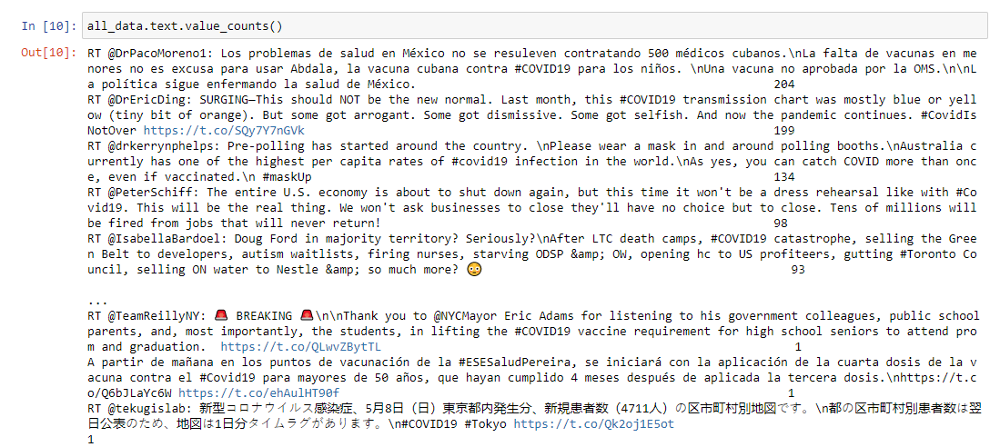 In [10]: all_data.text.value_counts()
Out[10]: RT @DrPacoMoreno1: Los problemas de salud en México no se resuleven contratando 500 médicos cubanos.\nLa falta de vacunas en me
nores no es excusa para usar Abdala, la vacuna cubana contra #COVID19 para los niños. \nUna vacuna no aprobada por la OMS.\n\nL
a política sigue enfermando la salud de México. 204
RT @DrEricDing: SURGING—This should NOT be the new normal. Last month, this #COVID19 transmission chart was mostly blue or yell
ow (tiny bit of orange). But some got arrogant. Some got dismissive. Some got selfish. And now the pandemic continues. #CovidIs
NotOver https://t.co/SQy7Y7nGVk 199
RT @drkerrynphelps: Pre-polling has started around the country. \nPlease wear a mask in and around polling booths.\nAustralia c
urrently has one of the highest per capita rates of #covid19 infection in the world.\nAs yes, you can catch COVID more than onc
e, even if vaccinated.\n #maskUp 134
RT @PeterSchiff: The entire U.S. economy is about to shut down again, but this time it won't be a dress rehearsal like with #Co
vid19. This will be the real thing. We won't ask businesses to close they'll have no choice but to close. Tens of millions will
be fired from jobs that will never return! 98
RT @IsabellaBardoel: Doug Ford in majority territory? Seriously?\nAfter LTC death camps, #COVID19 catastrophe, selling the Gree
n Belt to developers, autism waitlists, firing nurses, starving ODSP &amp; OW, opening hc to US profiteers, gutting #Toronto Co
uncil, selling ON water to Nestle &amp; so much more? 😳 93
...
RT @TeamReillyNY: 🚨 BREAKING 🚨\n\nThank you to @NYCMayor Eric Adams for listening to his government colleagues, public school
parents, and, most importantly, the students, in lifting the #COVID19 vaccine requirement for high school seniors to attend pro
m and graduation. https://t.co/QLwvZBytTL 1
A partir de mañana en los puntos de vacunación de la #ESESaludPereira, se iniciará con la aplicación de la cuarta dosis de la v
acuna contra el #Covid19 para mayores de 50 años, que hayan cumplido 4 meses después de aplicada la tercera dosis.\nhttps://t.c
o/Q6bJLaYc6W https://t.co/ehAulHT90f 1
RT @tekugislab: 新型コロナウイルス感染症、5月8日（日）東京都内発生分、新規患者数（4711人）の区市町村別地図です。\n都の区市町村別患者数は翌
日公表のため、地図は1日分タイムラグがあります。\n#COVID19 #Tokyo https://t.co/Qk2oj1E5ot
1